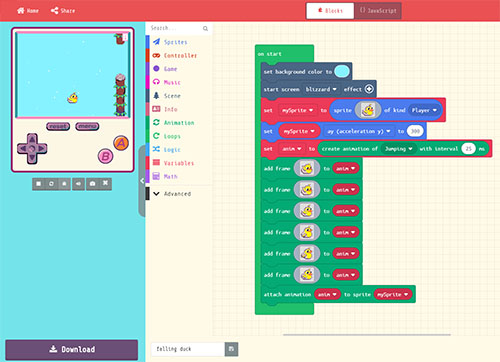 Home Share Blocks JavaScript
Search...
Sprites
Controller
Game
Music
Scene
Info
Animation
Loops
Logic
Variables
Math
Advanced
reset menu
A
B
on start
set background color to
start screen blizzard effect
set mySprite to sprite of kind Player
set mySprite ay (acceleration y) to 300
set anim to create animation of Jumping with interval 25 ms
add frame to anim
add frame to anim
add frame to anim
add frame to anim
add frame to anim
add frame to anim
attach animation anim to sprite mySprite
Download
falling duck